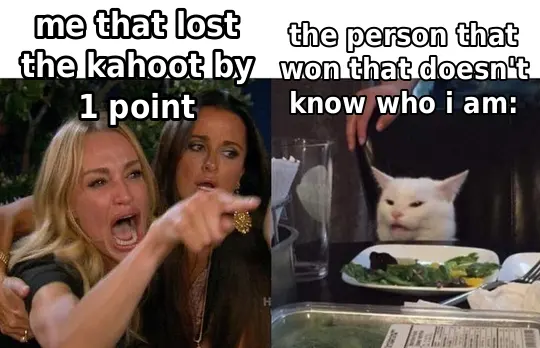 me that lost
the kahoot by
1 point
the person that
won that doesn't
know who i am: